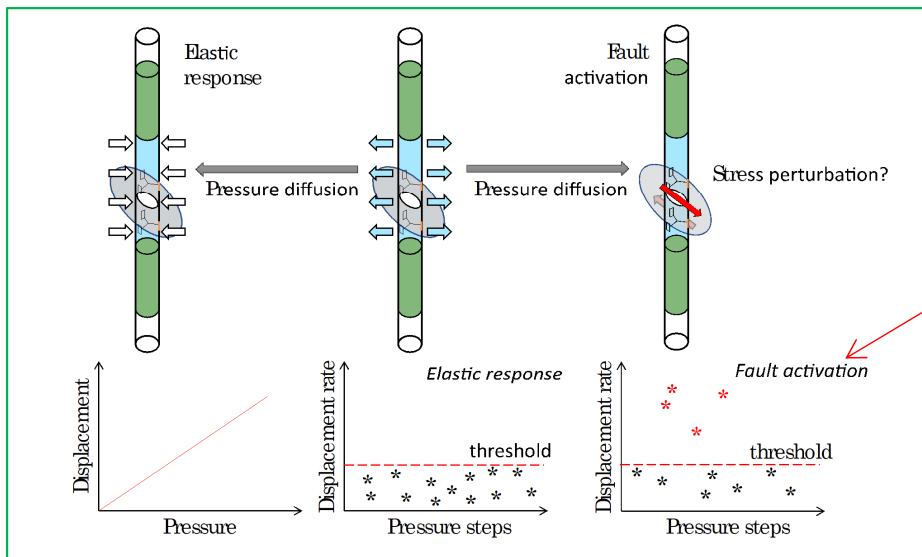 Elastic
response
Fault
activation
Pressure diffusion
Pressure diffusion
Stress perturbation?
Displacement
Pressure
Displacement rate
Elastic response
threshold
Pressure steps
Displacement rate
Fault activation
threshold
Pressure steps